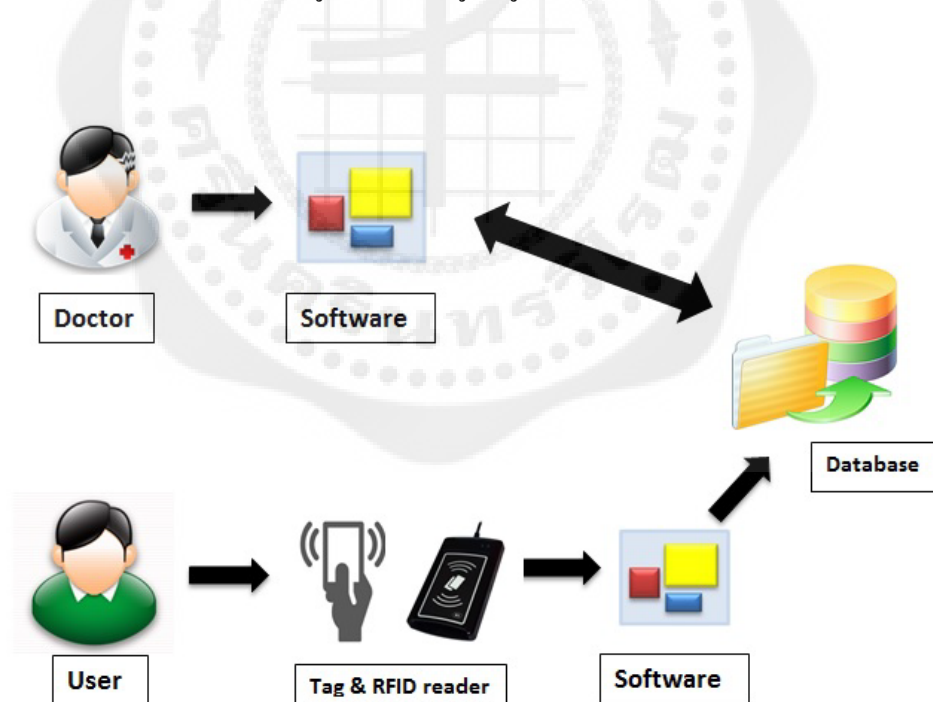 Doctor
Software
Database
User
Tag & RFID reader
Software